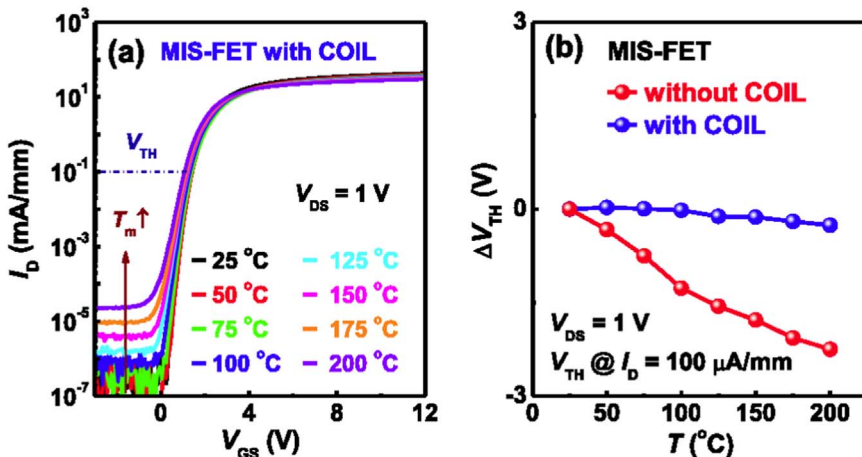 (a) MIS-FET with COIL
10³
10¹
10⁻¹
10⁻³
10⁻⁵
10⁻⁷
I_D (mA/mm)
V_TH
V_DS = 1 V
T_m↑
25 °C
50 °C
75 °C
100 °C
125 °C
150 °C
175 °C
200 °C
0 4 8 12
V_GS (V)
(b) MIS-FET
without COIL
with COIL
3
0
-3
ΔV_TH (V)
V_DS = 1 V
V_TH @ I_D = 100 μA/mm
0 50 100 150 200
T (°C)